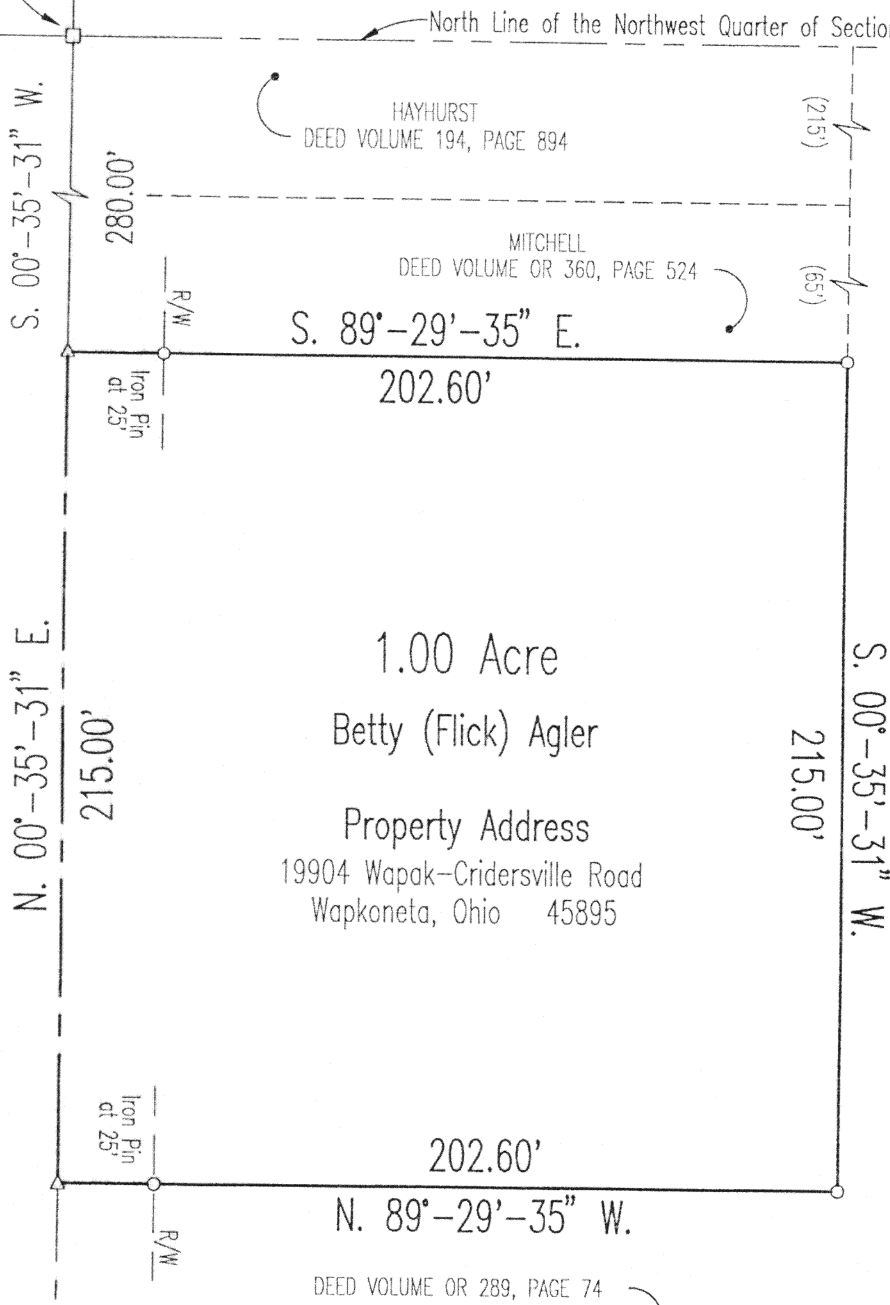 North Line of the Northwest Quarter of Section
HAYHURST
DEED VOLUME 194, PAGE 894
(215')
S. 00°-35'-31" W.
280.00'
MITCHELL
DEED VOLUME OR 360, PAGE 524
(65')
R/W
S. 89°-29'-35" E.
202.60'
Iron Pin
at 25'
1.00 Acre
Betty (Flick) Agler
Property Address
19904 Wapak-Cridersville Road
Wapkoneta, Ohio 45895
N. 00°-35'-31" E.
215.00'
215.00'
S. 00°-35'-31" W.
Iron Pin
at 25'
202.60'
N. 89°-29'-35" W.
R/W
DEED VOLUME OR 289, PAGE 74